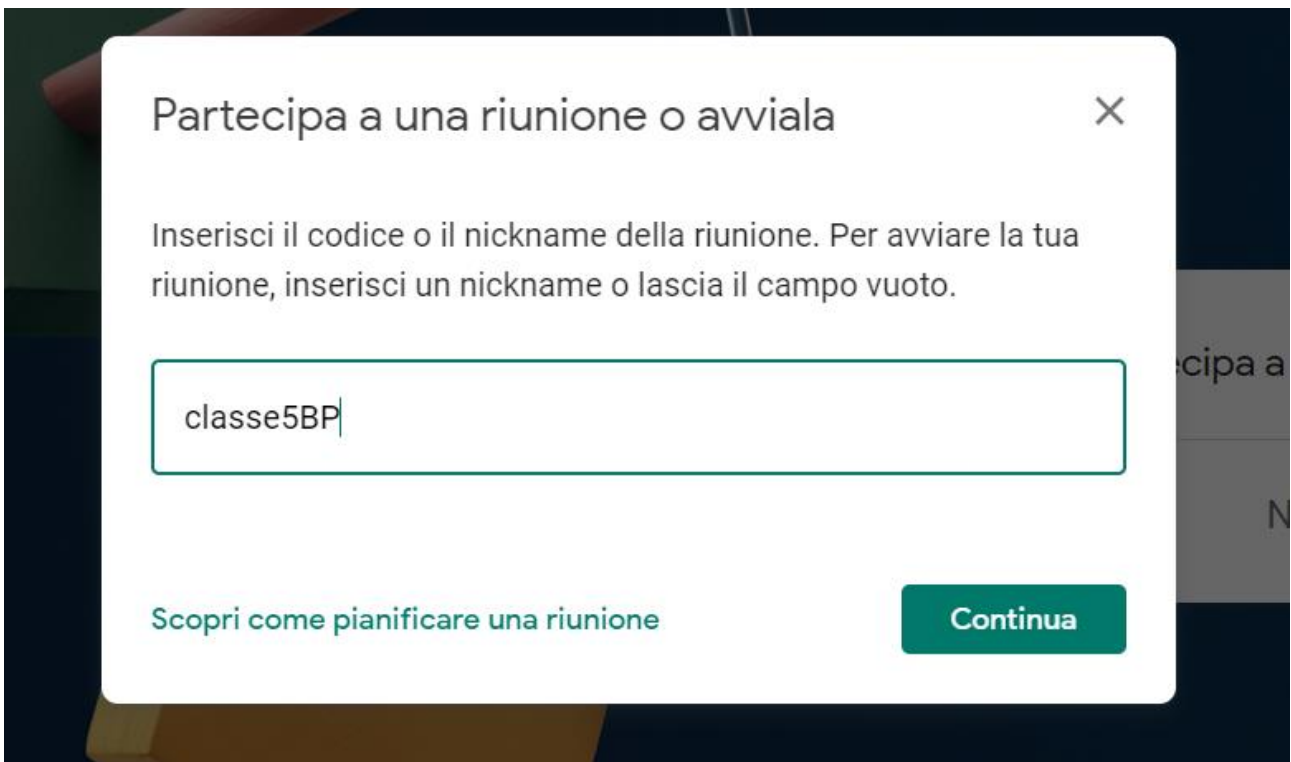 Partecipa a una riunione o avviala
Inserisci il codice o il nickname della riunione. Per avviare la tua
riunione, inserisci un nickname o lascia il campo vuoto.
classe5BP
Scopri come pianificare una riunione
Continua
ecipa a
N